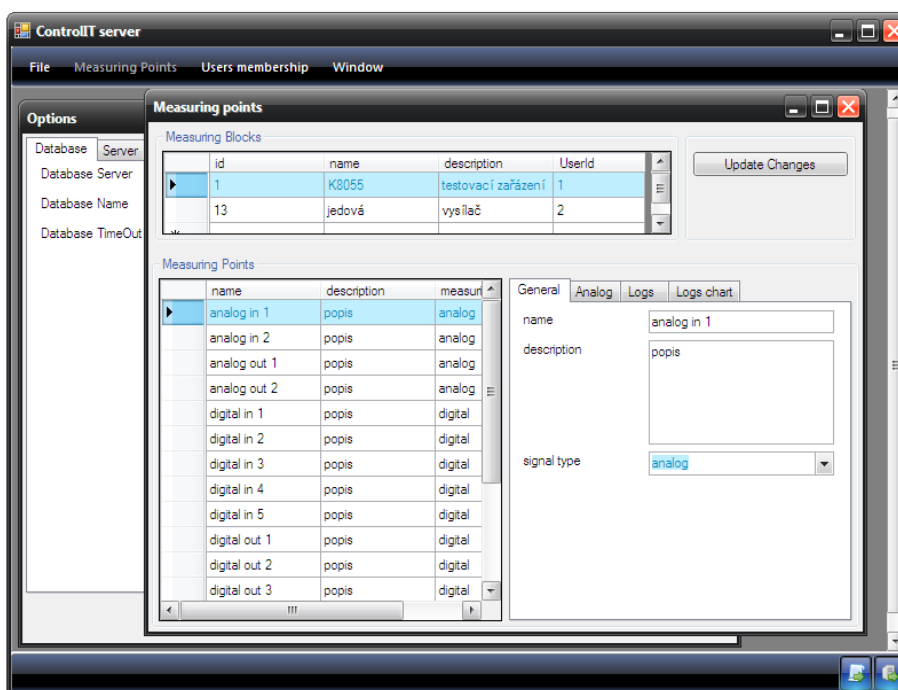 ControlIT server
File Measuring Points Users membership Window
Options
Database Server
Database Server
Database Name
Database TimeOut
Measuring points
Measuring Blocks
id name description UserId
1 K8055 testovací zařázení 1
13 jedová vysílač 2
Update Changes
Measuring Points
name description measuri
analog in 1 popis analog
analog in 2 popis analog
analog out 1 popis analog
analog out 2 popis analog
digital in 1 popis digital
digital in 2 popis digital
digital in 3 popis digital
digital in 4 popis digital
digital in 5 popis digital
digital out 1 popis digital
digital out 2 popis digital
digital out 3 popis digital
General Analog Logs Logs chart
name analog in 1
description popis
signal type analog